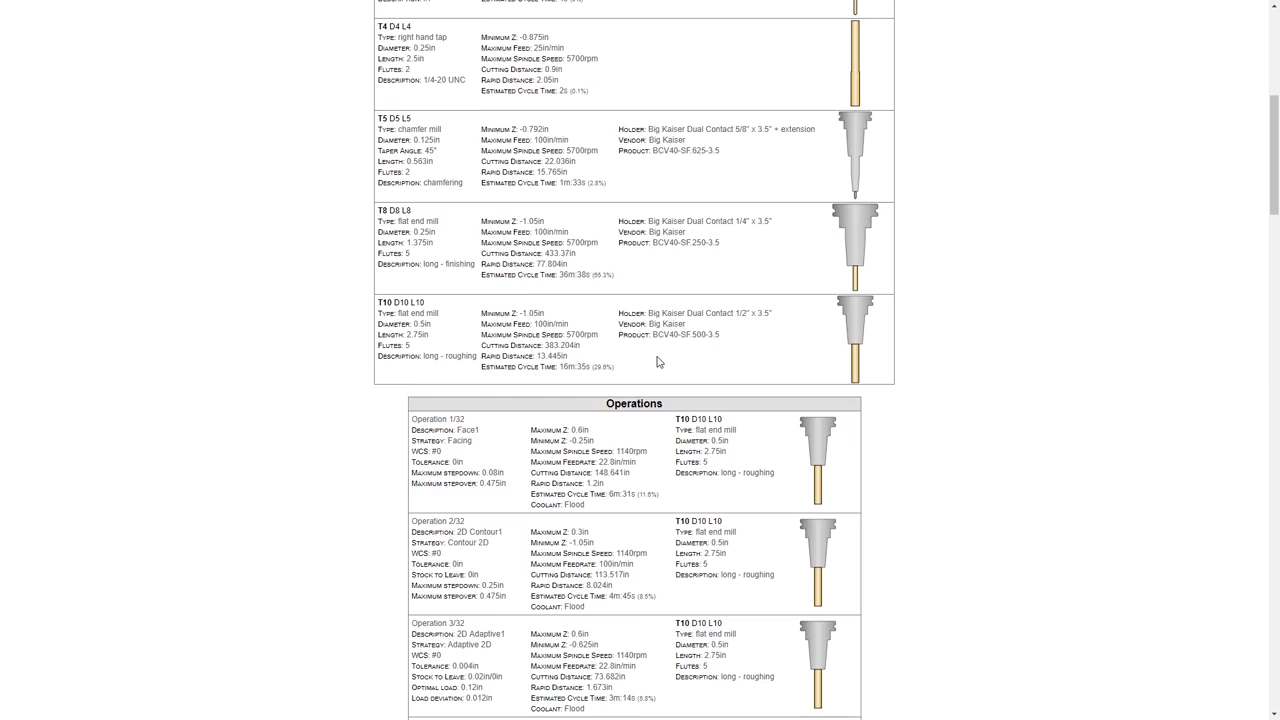 T4 D4 L4
TYPE: right hand tap
DIAMETER: 0.25in
LENGTH: 2.5in
FLUTES: 2
DESCRIPTION: 1/4-20 UNC
MINIMUM Z: -0.875in
MAXIMUM FEED: 25in/min
MAXIMUM SPINDLE SPEED: 5700rpm
CUTTING DISTANCE: 0.9in
RAPID DISTANCE: 2.05in
ESTIMATED CYCLE TIME: 2s (0.1%)
T5 D5 L5
TYPE: chamfer mill
DIAMETER: 0.125in
TAPER ANGLE: 45°
LENGTH: 0.563in
FLUTES: 2
DESCRIPTION: chamfering
MINIMUM Z: -0.792in
MAXIMUM FEED: 100in/min
MAXIMUM SPINDLE SPEED: 5700rpm
CUTTING DISTANCE: 22.036in
RAPID DISTANCE: 15.765in
ESTIMATED CYCLE TIME: 1m:33s (2.8%)
HOLDER: Big Kaiser Dual Contact 5/8" x 3.5" + extension
VENDOR: Big Kaiser
PRODUCT: BCV40-SF.625-3.5
T8 D8 L8
TYPE: flat end mill
DIAMETER: 0.25in
LENGTH: 1.375in
FLUTES: 5
DESCRIPTION: long - finishing
MINIMUM Z: -1.05in
MAXIMUM FEED: 100in/min
MAXIMUM SPINDLE SPEED: 5700rpm
CUTTING DISTANCE: 433.37in
RAPID DISTANCE: 77.804in
ESTIMATED CYCLE TIME: 36m:38s (65.3%)
HOLDER: Big Kaiser Dual Contact 1/4" x 3.5"
VENDOR: Big Kaiser
PRODUCT: BCV40-SF.250-3.5
T10 D10 L10
TYPE: flat end mill
DIAMETER: 0.5in
LENGTH: 2.75in
FLUTES: 5
DESCRIPTION: long - roughing
MINIMUM Z: -1.05in
MAXIMUM FEED: 100in/min
MAXIMUM SPINDLE SPEED: 5700rpm
CUTTING DISTANCE: 383.204in
RAPID DISTANCE: 13.445in
ESTIMATED CYCLE TIME: 16m:35s (29.6%)
HOLDER: Big Kaiser Dual Contact 1/2" x 3.5"
VENDOR: Big Kaiser
PRODUCT: BCV40-SF.500-3.5
Operations
Operation 1/32
DESCRIPTION: Face1
STRATEGY: Facing
WCS: #0
TOLERANCE: 0in
MAXIMUM STEPDOWN: 0.08in
MAXIMUM STEPOVER: 0.475in
MAXIMUM Z: 0.6in
MINIMUM Z: -0.25in
MAXIMUM SPINDLE SPEED: 1140rpm
MAXIMUM FEEDRATE: 22.8in/min
CUTTING DISTANCE: 148.641in
RAPID DISTANCE: 1.2in
ESTIMATED CYCLE TIME: 6m:31s (11.6%)
COOLANT: Flood
T10 D10 L10
TYPE: flat end mill
DIAMETER: 0.5in
LENGTH: 2.75in
FLUTES: 5
DESCRIPTION: long - roughing
Operation 2/32
DESCRIPTION: 2D Contour1
STRATEGY: Contour 2D
WCS: #0
TOLERANCE: 0in
STOCK TO LEAVE: 0in
MAXIMUM STEPDOWN: 0.25in
MAXIMUM STEPOVER: 0.475in
MAXIMUM Z: 0.3in
MINIMUM Z: -1.05in
MAXIMUM SPINDLE SPEED: 1140rpm
MAXIMUM FEEDRATE: 100in/min
CUTTING DISTANCE: 113.517in
RAPID DISTANCE: 8.024in
ESTIMATED CYCLE TIME: 4m:45s (8.5%)
COOLANT: Flood
T10 D10 L10
TYPE: flat end mill
DIAMETER: 0.5in
LENGTH: 2.75in
FLUTES: 5
DESCRIPTION: long - roughing
Operation 3/32
DESCRIPTION: 2D Adaptive1
STRATEGY: Adaptive 2D
WCS: #0
TOLERANCE: 0.004in
STOCK TO LEAVE: 0.02in/0in
OPTIMAL LOAD: 0.12in
LOAD DEVIATION: 0.012in
MAXIMUM Z: 0.6in
MINIMUM Z: -0.625in
MAXIMUM SPINDLE SPEED: 1140rpm
MAXIMUM FEEDRATE: 22.8in/min
CUTTING DISTANCE: 73.682in
RAPID DISTANCE: 1.673in
ESTIMATED CYCLE TIME: 3m:14s (5.8%)
COOLANT: Flood
T10 D10 L10
TYPE: flat end mill
DIAMETER: 0.5in
LENGTH: 2.75in
FLUTES: 5
DESCRIPTION: long - roughing